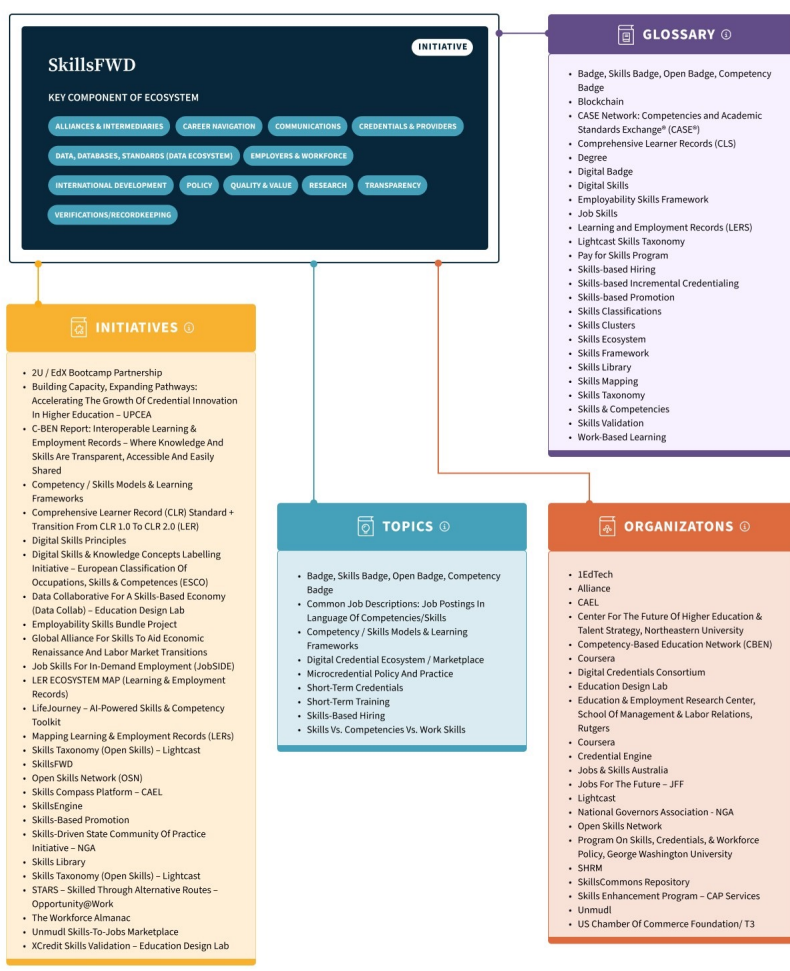 INITIATIVE
SkillsFWD
KEY COMPONENT OF ECOSYSTEM
ALLIANCES & INTERMEDIARIES
CAREER NAVIGATION
COMMUNICATIONS
CREDENTIALS & PROVIDERS
DATA, DATABASES, STANDARDS (DATA ECOSYSTEM)
EMPLOYERS & WORKFORCE
INTERNATIONAL DEVELOPMENT
POLICY
QUALITY & VALUE
RESEARCH
TRANSPARENCY
VERIFICATIONS/RECORDKEEPING
GLOSSARY
• Badge, Skills Badge, Open Badge, Competency
Badge
• Blockchain
• CASE Network: Competencies and Academic
Standards Exchange® (CASE®)
• Comprehensive Learner Records (CLS)
• Degree
• Digital Badge
• Digital Skills
• Employability Skills Framework
• Job Skills
• Learning and Employment Records (LERS)
• Lightcast Skills Taxonomy
• Pay for Skills Program
• Skills-based Hiring
• Skills-based Incremental Credentialing
• Skills-based Promotion
• Skills Classifications
• Skills Clusters
• Skills Ecosystem
• Skills Framework
• Skills Library
• Skills Mapping
• Skills Taxonomy
• Skills & Competencies
• Skills Validation
• Work-Based Learning
INITIATIVES
• 2U / EdX Bootcamp Partnership
• Building Capacity, Expanding Pathways:
Accelerating The Growth Of Credential Innovation
In Higher Education – UPCEA
• C-BEN Report: Interoperable Learning &
Employment Records – Where Knowledge And
Skills Are Transparent, Accessible And Easily
Shared
• Competency / Skills Models & Learning
Frameworks
• Comprehensive Learner Record (CLR) Standard +
Transition From CLR 1.0 To CLR 2.0 (LER)
• Digital Skills Principles
• Digital Skills & Knowledge Concepts Labelling
Initiative – European Classification Of
Occupations, Skills & Competences (ESCO)
• Data Collaborative For A Skills-Based Economy
(Data Collab) – Education Design Lab
• Employability Skills Bundle Project
• Global Alliance For Skills To Aid Economic
Renaissance And Labor Market Transitions
• Job Skills For In-Demand Employment (JobSIDE)
• LER ECOSYSTEM MAP (Learning & Employment
Records)
• LifeJourney – AI-Powered Skills & Competency
Toolkit
• Mapping Learning & Employment Records (LERs)
• Skills Taxonomy (Open Skills) – Lightcast
• SkillsFWD
• Open Skills Network (OSN)
• Skills Compass Platform – CAEL
• SkillsEngine
• Skills-Based Promotion
• Skills-Driven State Community Of Practice
Initiative – NGA
• Skills Library
• Skills Taxonomy (Open Skills) – Lightcast
• STARS – Skilled Through Alternative Routes –
Opportunity@Work
• The Workforce Almanac
• Unmudl Skills-To-Jobs Marketplace
• XCredit Skills Validation – Education Design Lab
TOPICS
• Badge, Skills Badge, Open Badge, Competency
Badge
• Common Job Descriptions: Job Postings In
Language Of Competencies/Skills
• Competency / Skills Models & Learning
Frameworks
• Digital Credential Ecosystem / Marketplace
• Microcredential Policy And Practice
• Short-Term Credentials
• Short-Term Training
• Skills-Based Hiring
• Skills Vs. Competencies Vs. Work Skills
ORGANIZATONS
• 1EdTech
• Alliance
• CAEL
• Center For The Future Of Higher Education &
Talent Strategy, Northeastern University
• Competency-Based Education Network (CBEN)
• Coursera
• Digital Credentials Consortium
• Education Design Lab
• Education & Employment Research Center,
School Of Management & Labor Relations,
Rutgers
• Coursera
• Credential Engine
• Jobs & Skills Australia
• Jobs For The Future – JFF
• Lightcast
• National Governors Association - NGA
• Open Skills Network
• Program On Skills, Credentials, & Workforce
Policy, George Washington University
• SHRM
• SkillsCommons Repository
• Skills Enhancement Program – CAP Services
• Unmudl
• US Chamber Of Commerce Foundation/ T3